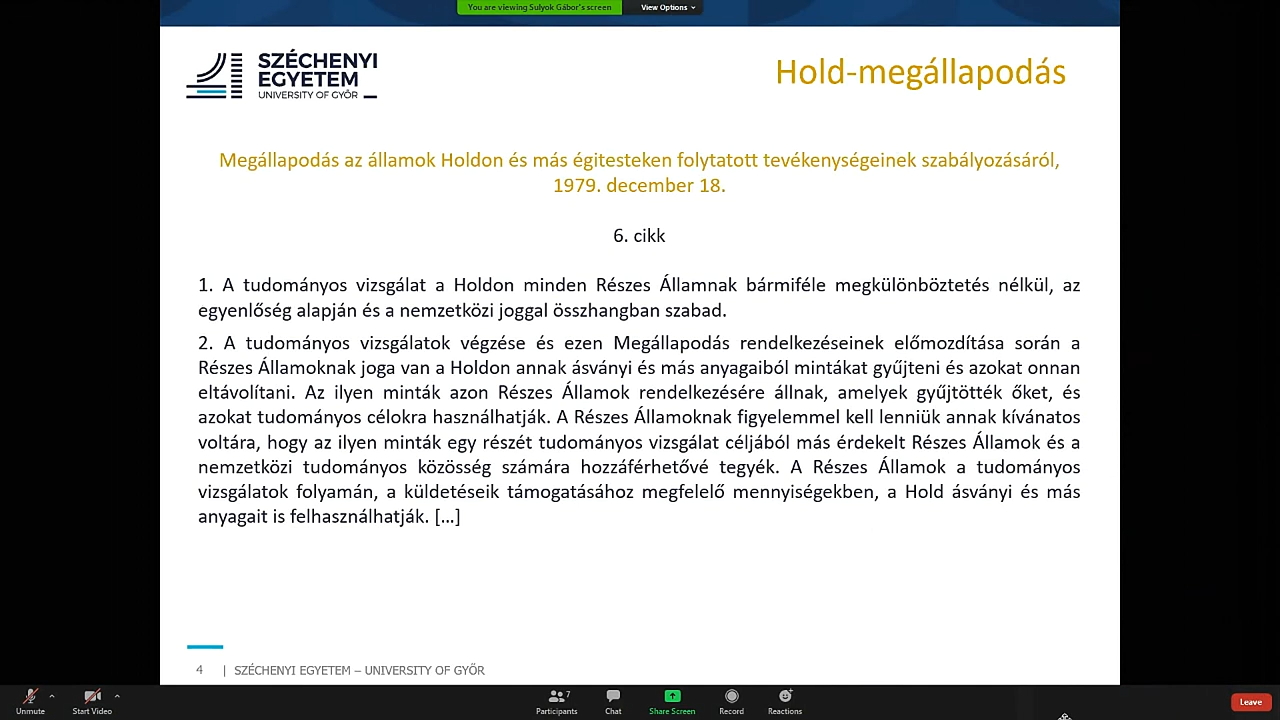 You are viewing Sulyok Gábor's screen
View Options
SZÉCHENYI
EGYETEM
UNIVERSITY OF GYŐR
Hold-megállapodás
Megállapodás az államok Holdon és más égitesteken folytatott tevékenységeinek szabályozásáról,
1979. december 18.
6. cikk
1. A tudományos vizsgálat a Holdon minden Részes Államnak bármiféle megkülönböztetés nélkül, az
egyenlőség alapján és a nemzetközi joggal összhangban szabad.
2. A tudományos vizsgálatok végzése és ezen Megállapodás rendelkezéseinek előmozdítása során a
Részes Államoknak joga van a Holdon annak ásványi és más anyagaiból mintákat gyűjteni és azokat onnan
eltávolítani. Az ilyen minták azon Részes Államok rendelkezésére állnak, amelyek gyűjtötték őket, és
azokat tudományos célokra használhatják. A Részes Államoknak figyelemmel kell lenniük annak kívánatos
voltára, hogy az ilyen minták egy részét tudományos vizsgálat céljából más érdekelt Részes Államok és a
nemzetközi tudományos közösség számára hozzáférhetővé tegyék. A Részes Államok a tudományos
vizsgálatok folyamán, a küldetéseik támogatásához megfelelő mennyiségekben, a Hold ásványi és más
anyagait is felhasználhatják. [...]
4 | SZÉCHENYI EGYETEM – UNIVERSITY OF GYŐR
Unmute
Start Video
7
Participants
Chat
Share Screen
Record
Reactions
Leave